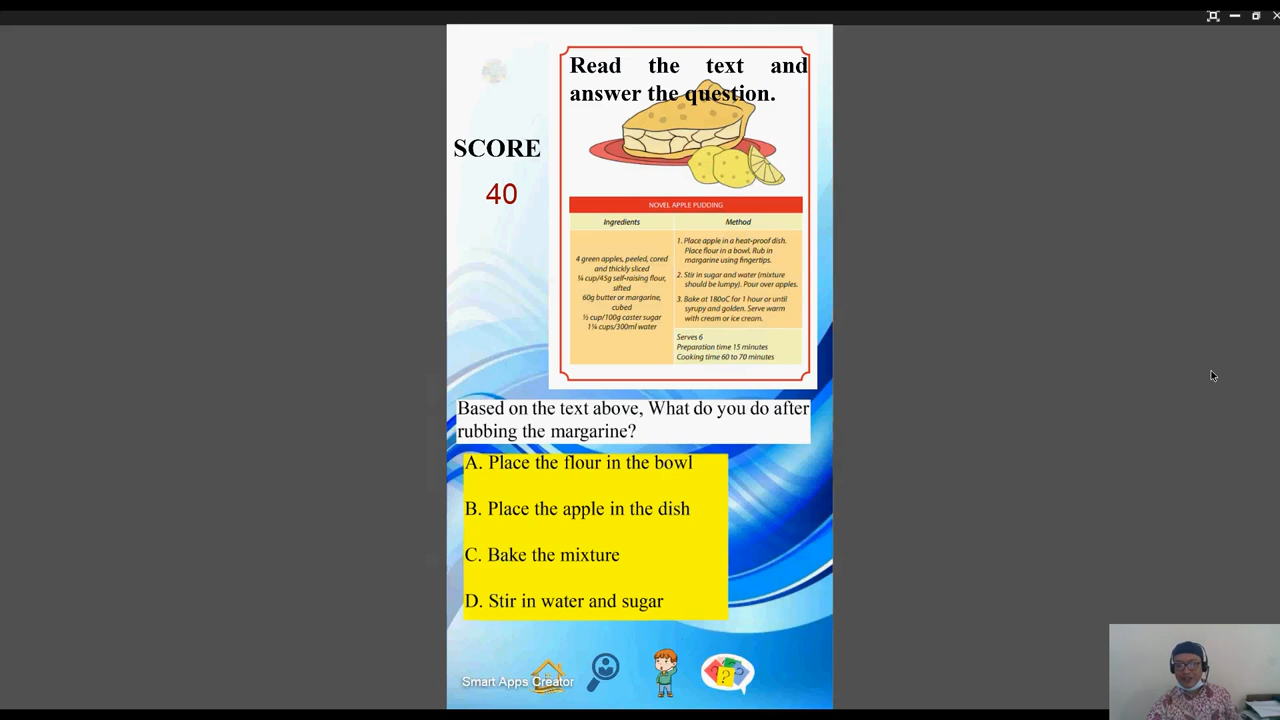 Read the text and
answer the question.
SCORE
40
NOVEL APPLE PUDDING
Ingredients
Method
4 green apples, peeled, cored
and thickly sliced
¼ cup/45g self-raising flour,
sifted
60g butter or margarine,
cubed
½ cup/100g caster sugar
1¼ cups/300ml water
1. Place apple in a heat-proof dish.
Place flour in a bowl. Rub in
margarine using fingertips.
2. Stir in sugar and water (mixture
should be lumpy). Pour over apples.
3. Bake at 180oC for 1 hour or until
syrupy and golden. Serve warm
with cream or ice cream.
Serves 6
Preparation time 15 minutes
Cooking time 60 to 70 minutes
Based on the text above, What do you do after
rubbing the margarine?
A. Place the flour in the bowl
B. Place the apple in the dish
C. Bake the mixture
D. Stir in water and sugar
Smart Apps Creator
?